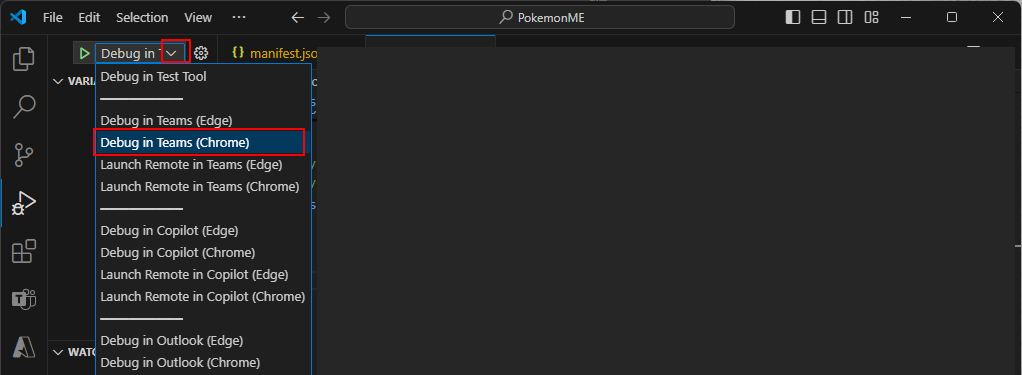 File Edit Selection View ... PokemonME
Debug in T
{} manifest.jso
VARIA
Debug in Test Tool
Debug in Teams (Edge)
Debug in Teams (Chrome)
Launch Remote in Teams (Edge)
Launch Remote in Teams (Chrome)
Debug in Copilot (Edge)
Debug in Copilot (Chrome)
Launch Remote in Copilot (Edge)
Launch Remote in Copilot (Chrome)
Debug in Outlook (Edge)
WATC
Debug in Outlook (Chrome)